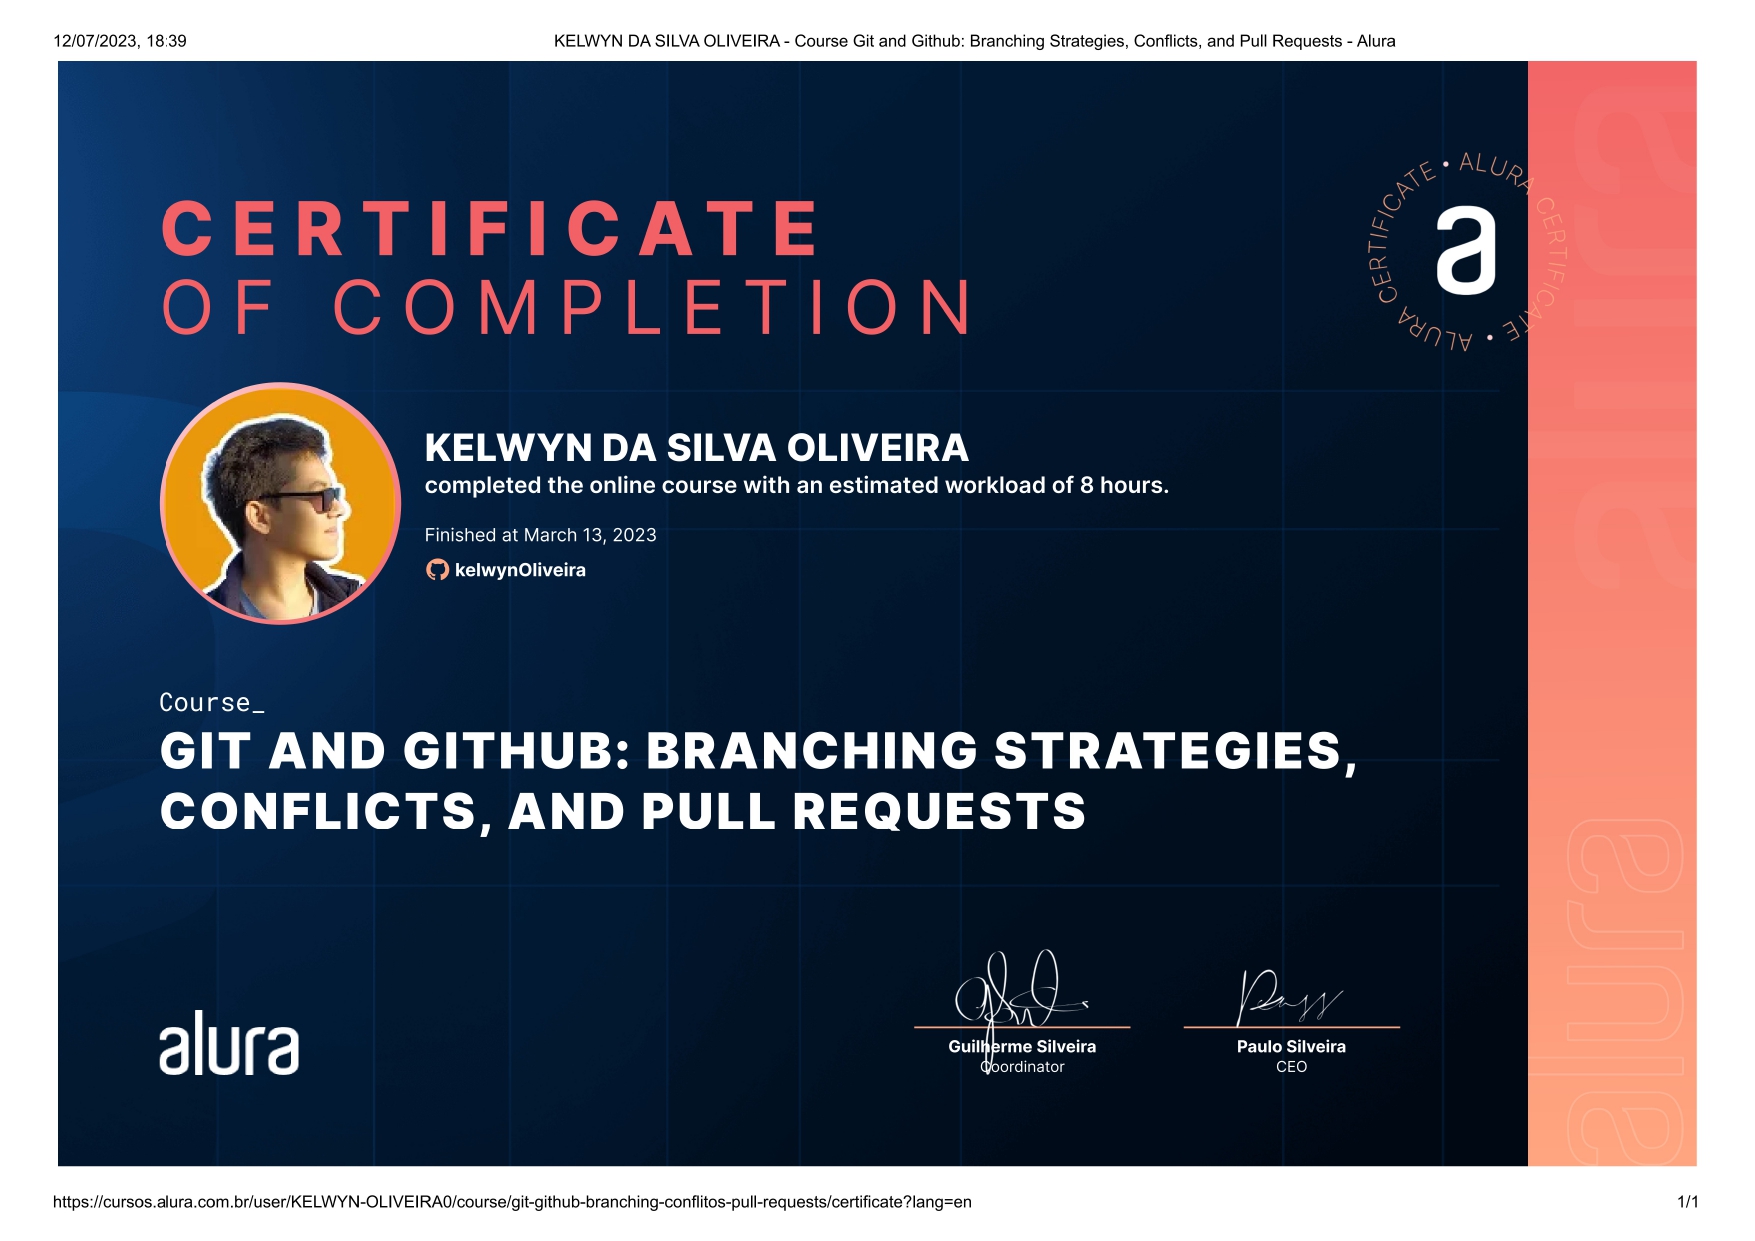 12/07/2023, 18:39
KELWYN DA SILVA OLIVEIRA - Course Git and Github: Branching Strategies, Conflicts, and Pull Requests - Alura
CERTIFICATE
OF COMPLETION
ALURA CERTIFICATE • ALURA CERTIFICATE •
a
KELWYN DA SILVA OLIVEIRA
completed the online course with an estimated workload of 8 hours.
Finished at March 13, 2023
kelwynOliveira
Course_
GIT AND GITHUB: BRANCHING STRATEGIES,
CONFLICTS, AND PULL REQUESTS
alura
Guilherme Silveira
Coordinator
Paulo Silveira
CEO
alura
alura
https://cursos.alura.com.br/user/KELWYN-OLIVEIRA0/course/git-github-branching-conflitos-pull-requests/certificate?lang=en
1/1